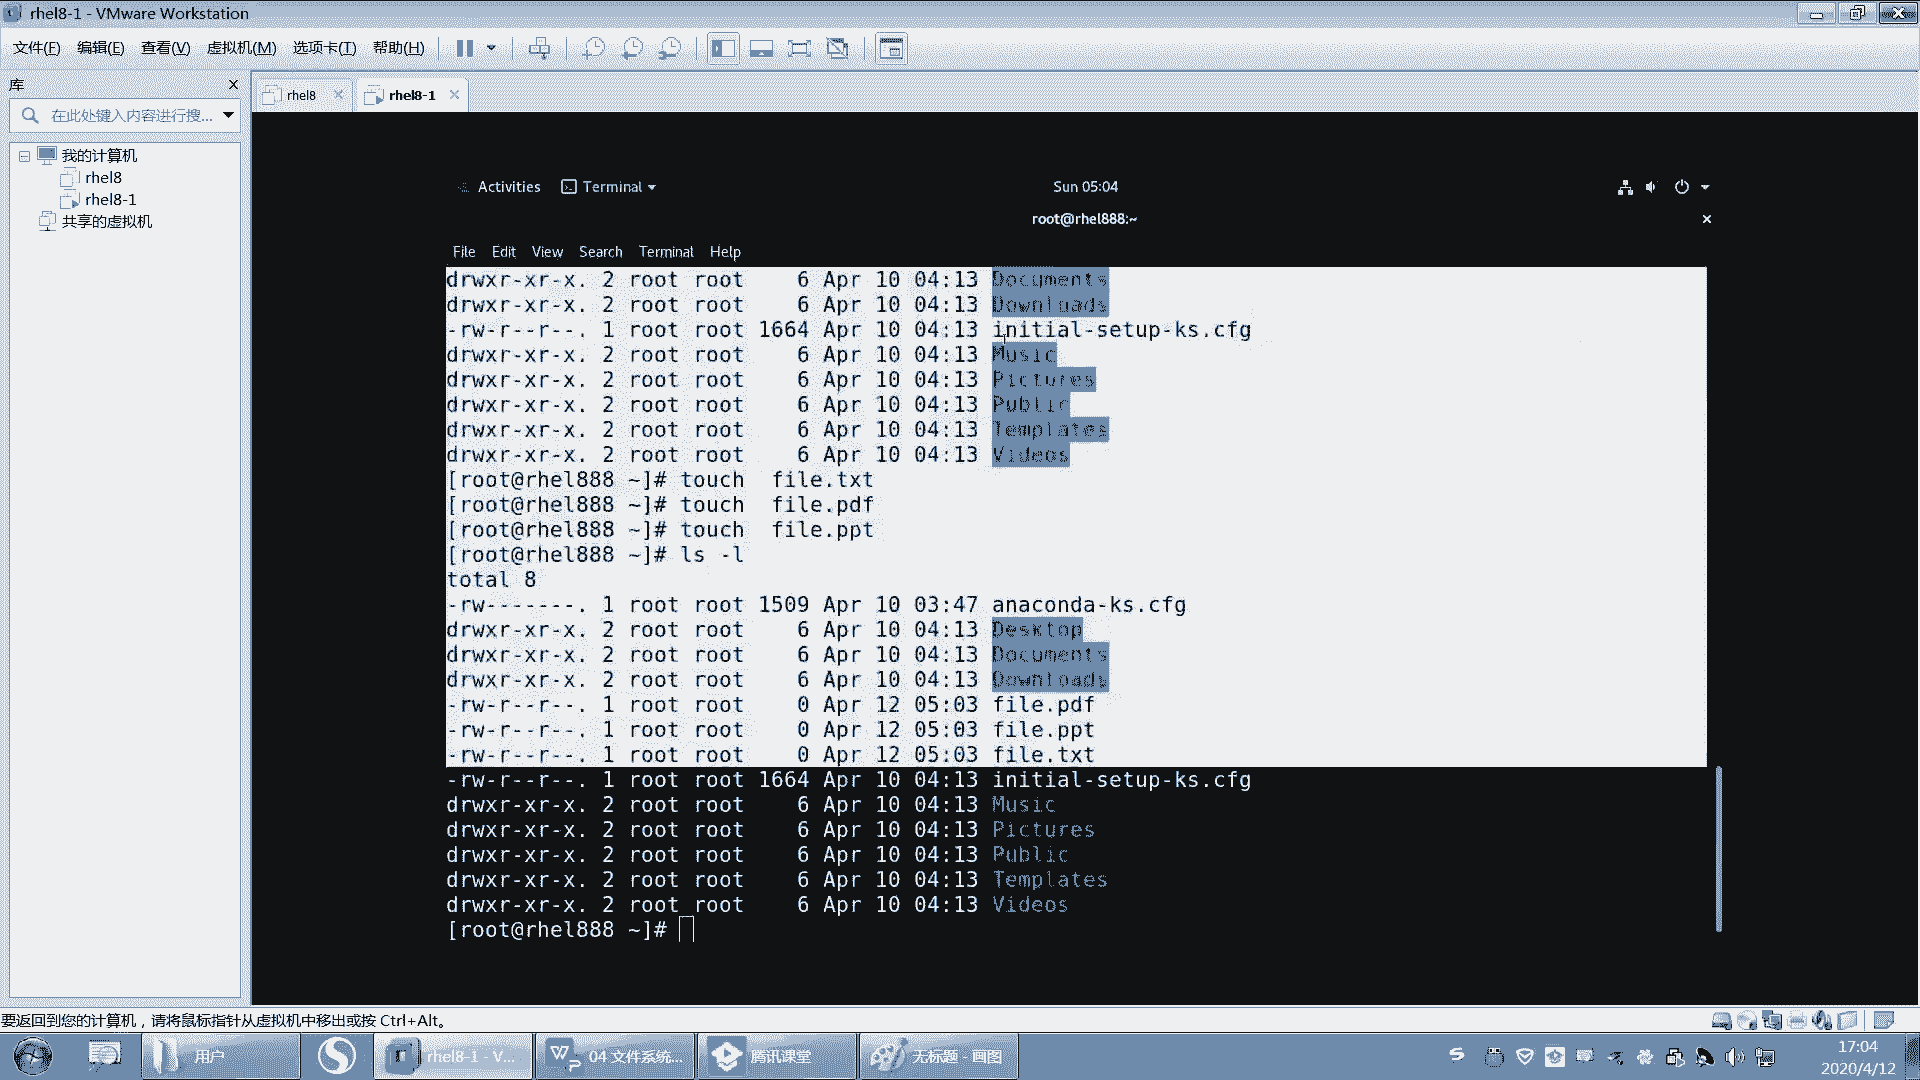 rhel8-1 - VMware Workstation
文件(F) 编辑(E) 查看(V) 虚拟机(M) 选项卡(T) 帮助(H)
库
rhel8
rhel8-1
在此处键入内容进行搜...
我的计算机
rhel8
rhel8-1
共享的虚拟机
Activities Terminal Sun 05:04
root@rhel888:~
File Edit View Search Terminal Help
drwxr-xr-x. 2 root root    6 Apr 10 04:13 Documents
drwxr-xr-x. 2 root root    6 Apr 10 04:13 Downloads
-rw-r--r--. 1 root root 1664 Apr 10 04:13 initial-setup-ks.cfg
drwxr-xr-x. 2 root root    6 Apr 10 04:13 Music
drwxr-xr-x. 2 root root    6 Apr 10 04:13 Pictures
drwxr-xr-x. 2 root root    6 Apr 10 04:13 Public
drwxr-xr-x. 2 root root    6 Apr 10 04:13 Templates
drwxr-xr-x. 2 root root    6 Apr 10 04:13 Videos
[root@rhel888 ~]# touch  file.txt
[root@rhel888 ~]# touch  file.pdf
[root@rhel888 ~]# touch  file.ppt
[root@rhel888 ~]# ls -l
total 8
-rw-------. 1 root root 1509 Apr 10 03:47 anaconda-ks.cfg
drwxr-xr-x. 2 root root    6 Apr 10 04:13 Desktop
drwxr-xr-x. 2 root root    6 Apr 10 04:13 Documents
drwxr-xr-x. 2 root root    6 Apr 10 04:13 Downloads
-rw-r--r--. 1 root root    0 Apr 12 05:03 file.pdf
-rw-r--r--. 1 root root    0 Apr 12 05:03 file.ppt
-rw-r--r--. 1 root root    0 Apr 12 05:03 file.txt
-rw-r--r--. 1 root root 1664 Apr 10 04:13 initial-setup-ks.cfg
drwxr-xr-x. 2 root root    6 Apr 10 04:13 Music
drwxr-xr-x. 2 root root    6 Apr 10 04:13 Pictures
drwxr-xr-x. 2 root root    6 Apr 10 04:13 Public
drwxr-xr-x. 2 root root    6 Apr 10 04:13 Templates
drwxr-xr-x. 2 root root    6 Apr 10 04:13 Videos
[root@rhel888 ~]#
要返回到您的计算机，请将鼠标指针从虚拟机中移出或按 Ctrl+Alt。
用户
rhel8-1 - V...
04 文件系统...
腾讯课堂
无标题 - 画图
17:04
2020/4/12